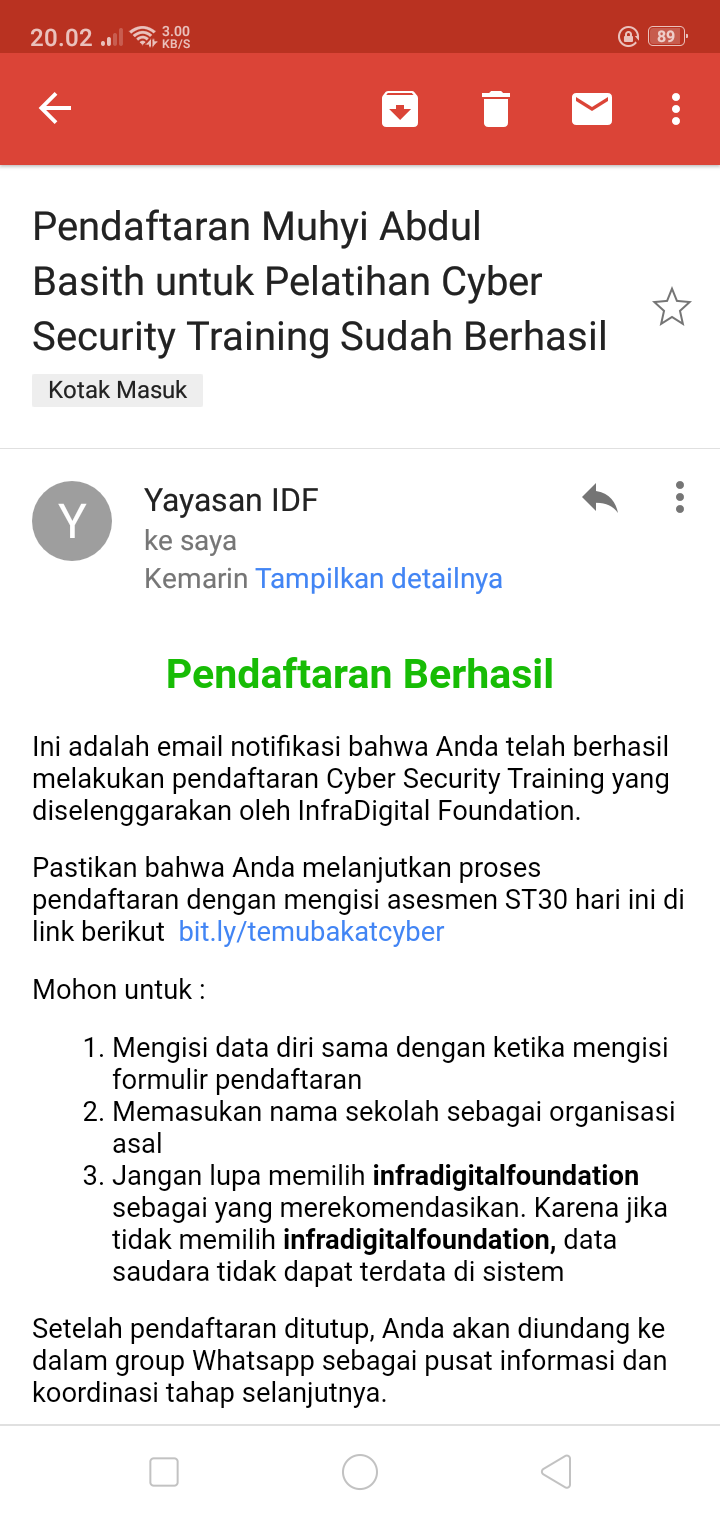 20.02
3.00
KB/S
89
Pendaftaran Muhyi Abdul
Basith untuk Pelatihan Cyber
Security Training Sudah Berhasil
Kotak Masuk
Y
Yayasan IDF
ke saya
Kemarin Tampilkan detailnya
Pendaftaran Berhasil
Ini adalah email notifikasi bahwa Anda telah berhasil
melakukan pendaftaran Cyber Security Training yang
diselenggarakan oleh InfraDigital Foundation.
Pastikan bahwa Anda melanjutkan proses
pendaftaran dengan mengisi asesmen ST30 hari ini di
link berikut  bit.ly/temubakatcyber
Mohon untuk :
1. Mengisi data diri sama dengan ketika mengisi
formulir pendaftaran
2. Memasukan nama sekolah sebagai organisasi
asal
3. Jangan lupa memilih infradigitalfoundation
sebagai yang merekomendasikan. Karena jika
tidak memilih infradigitalfoundation, data
saudara tidak dapat terdata di sistem
Setelah pendaftaran ditutup, Anda akan diundang ke
dalam group Whatsapp sebagai pusat informasi dan
koordinasi tahap selanjutnya.